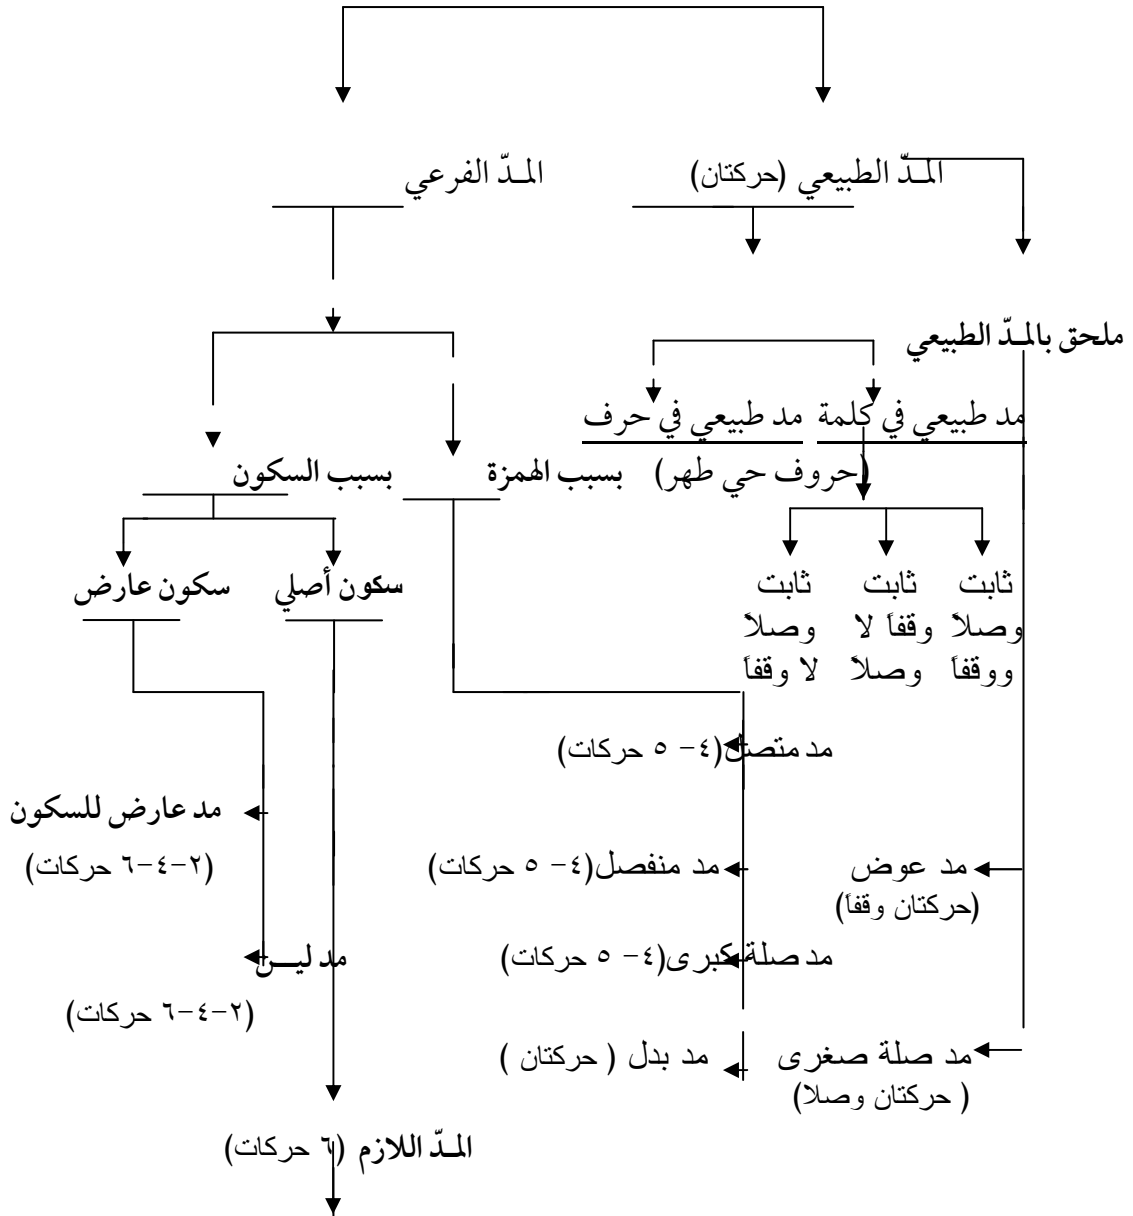 المـدّ الطبيعي (حركتان)
المـدّ الفرعي
ملحق بالمـدّ الطبيعي
مد طبيعي في كلمة
مد طبيعي في حرف
(حروف حي طهر)
بسبب الهمزة
بسبب السكون
ثابت
وصلاً
ووقفاً
ثابت
وقفاً لا
وصلاً
ثابت
وصلاً
لا وقفاً
سكون أصلي
سكون عارض
مد متصل(٤- ٥ حركات)
مد عارض للسكون
(٢-٤-٦ حركات)
مد عوض
(حركتان وقفاً)
مد منفصل(٤- ٥ حركات)
مد صلة كبرى(٤- ٥ حركات)
مد ليـــن
(٢-٤-٦ حركات)
مد صلة صغرى
( حركتان وصلا)
مد بدل ( حركتان )
المـدّ اللازم (٦ حركات)